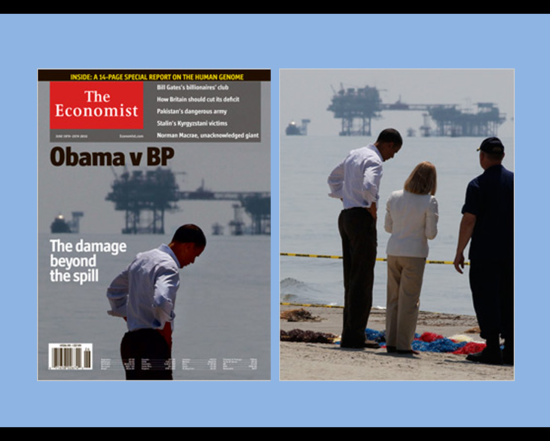 INSIDE: A 14-PAGE SPECIAL REPORT ON THE HUMAN GENOME
The
Economist
Bill Gates's billionaires' club
How Britain should cut its deficit
Pakistan's dangerous army
Stalin's Kyrgyzstani victims
Norman Macrae, unacknowledged giant
Economist.com
Obama v BP
The damage
beyond
the spill